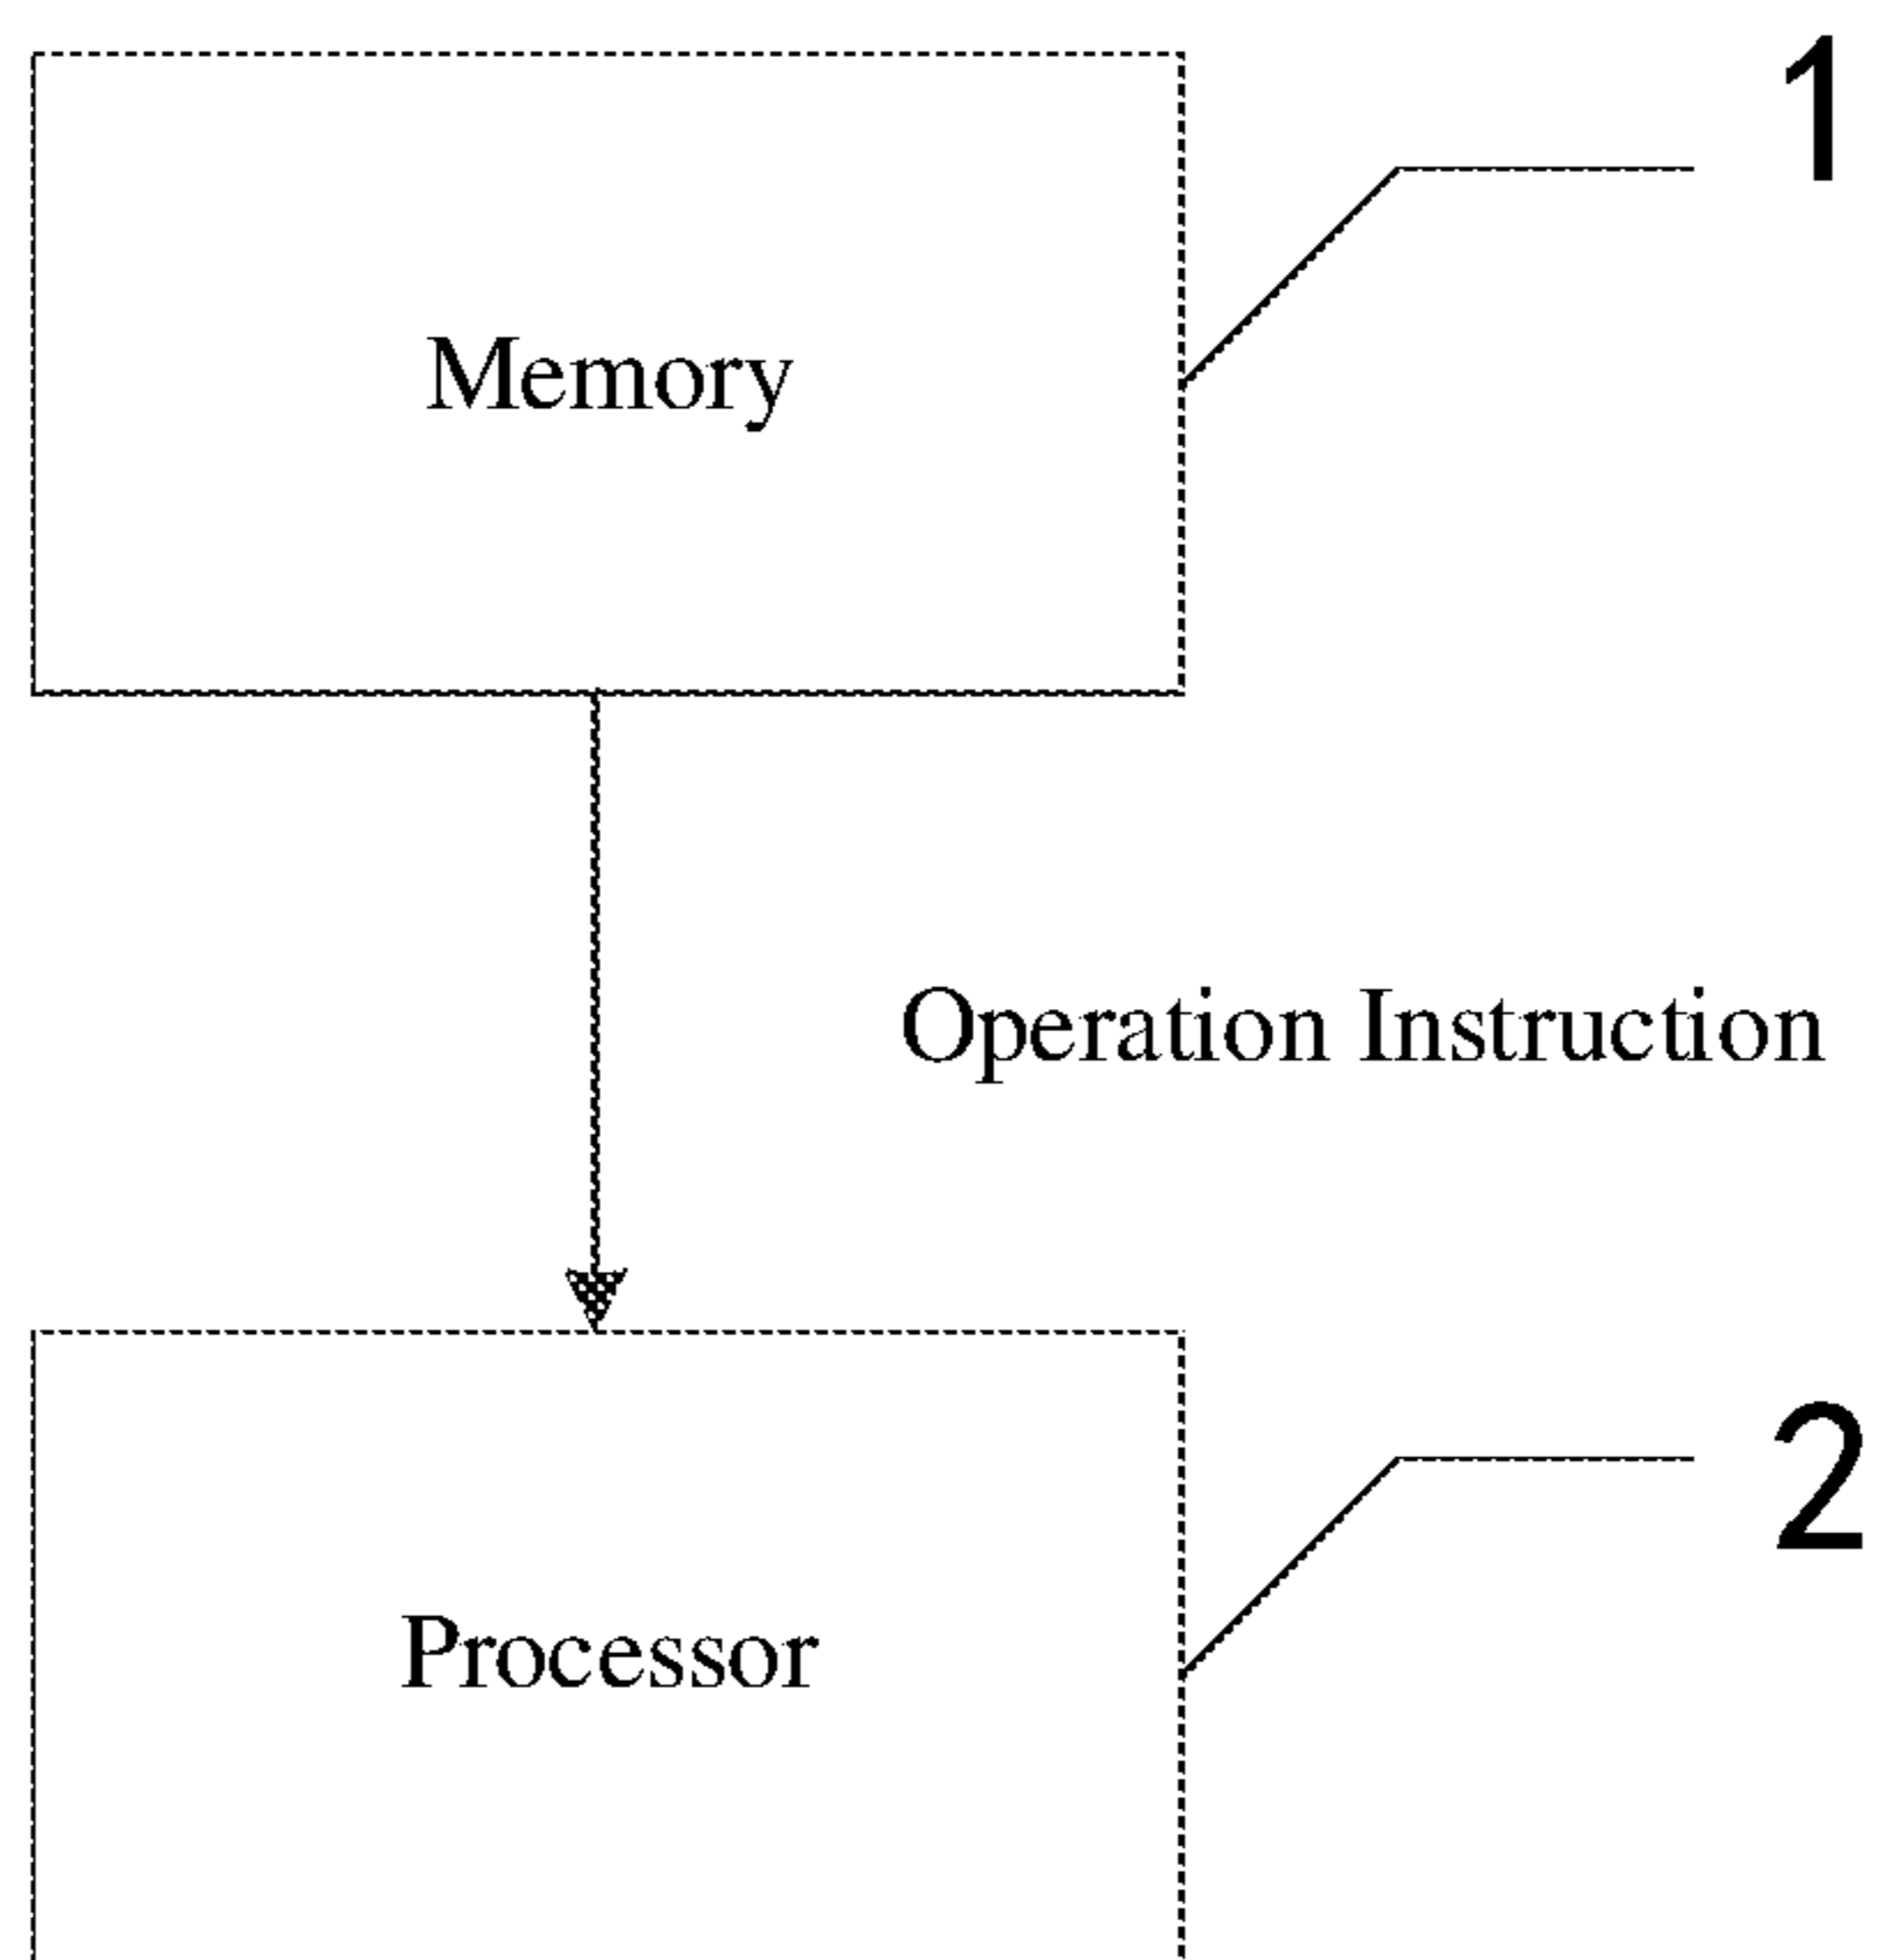 1
Memory
Operation Instruction
2
Processor